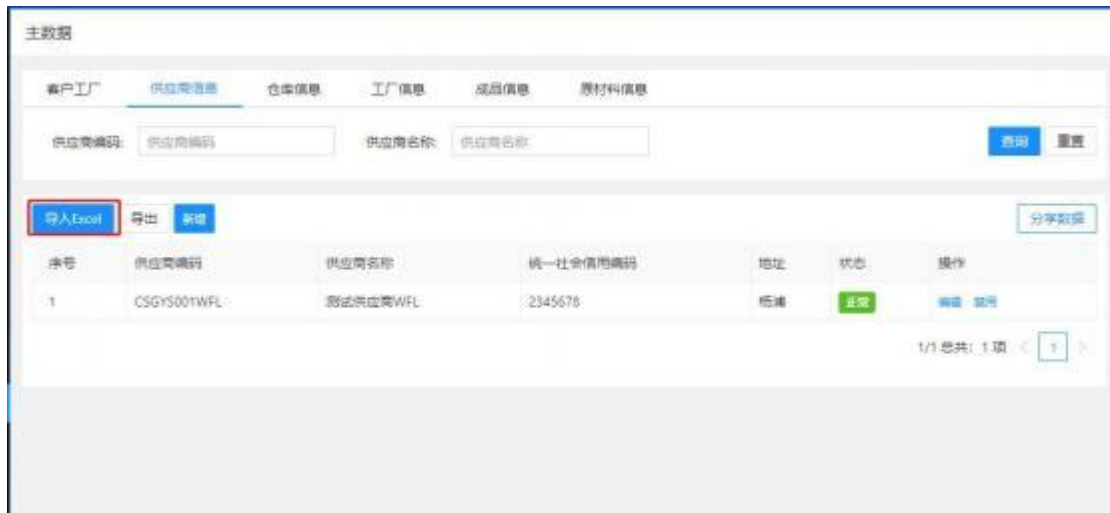 主数据
客户工厂 供应商信息 仓库信息 工厂信息 成品信息 原材料信息
供应商编码: 供应商编码 供应商名称: 供应商名称 查询 重置
导入Excel 导出 新增 分享数据
序号 供应商编码 供应商名称 统一社会信用编码 地址 状态 操作
1 CSGYS001WFL 测试供应商WFL 2345678 杨浦 正常 编辑 禁用
1/1 总共: 1 项 < 1 >